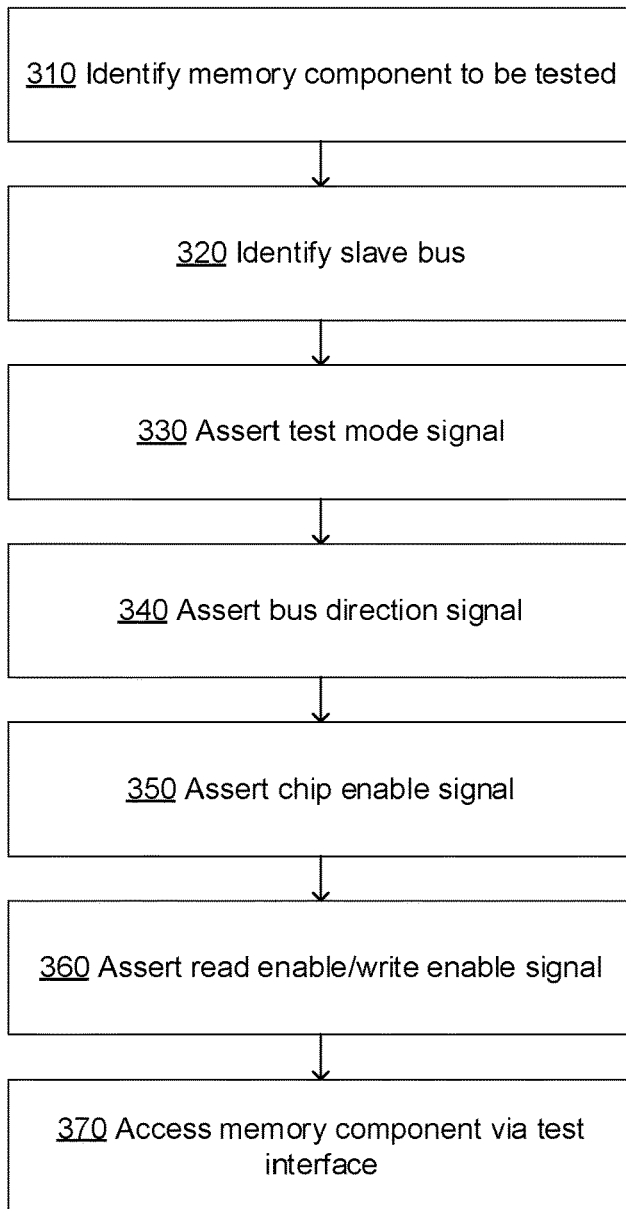 310 Identify memory component to be tested
320 Identify slave bus
330 Assert test mode signal
340 Assert bus direction signal
350 Assert chip enable signal
360 Assert read enable/write enable signal
370 Access memory component via test
interface